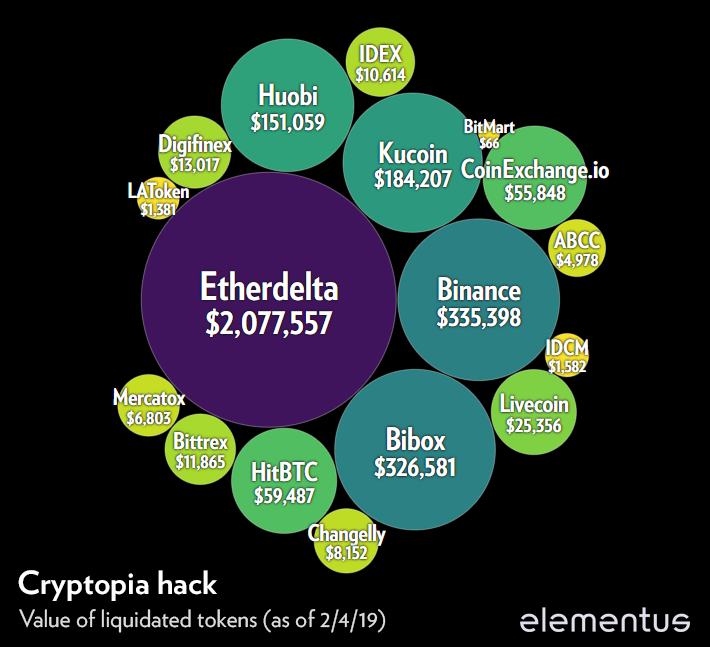 IDEX
$10,614
Huobi
$151,059
BitMart
$66
Digifinex
$13,017
Kucoin
$184,207
CoinExchange.io
$55,848
LAToken
$1,381
ABCC
$4,978
Etherdelta
$2,077,557
Binance
$335,398
IDCM
$1,582
Mercatox
$6,803
Livecoin
$25,356
Bittrex
$11,865
Bibox
$326,581
HitBTC
$59,487
Changelly
$8,152
Cryptopia hack
Value of liquidated tokens (as of 2/4/19)
elementus